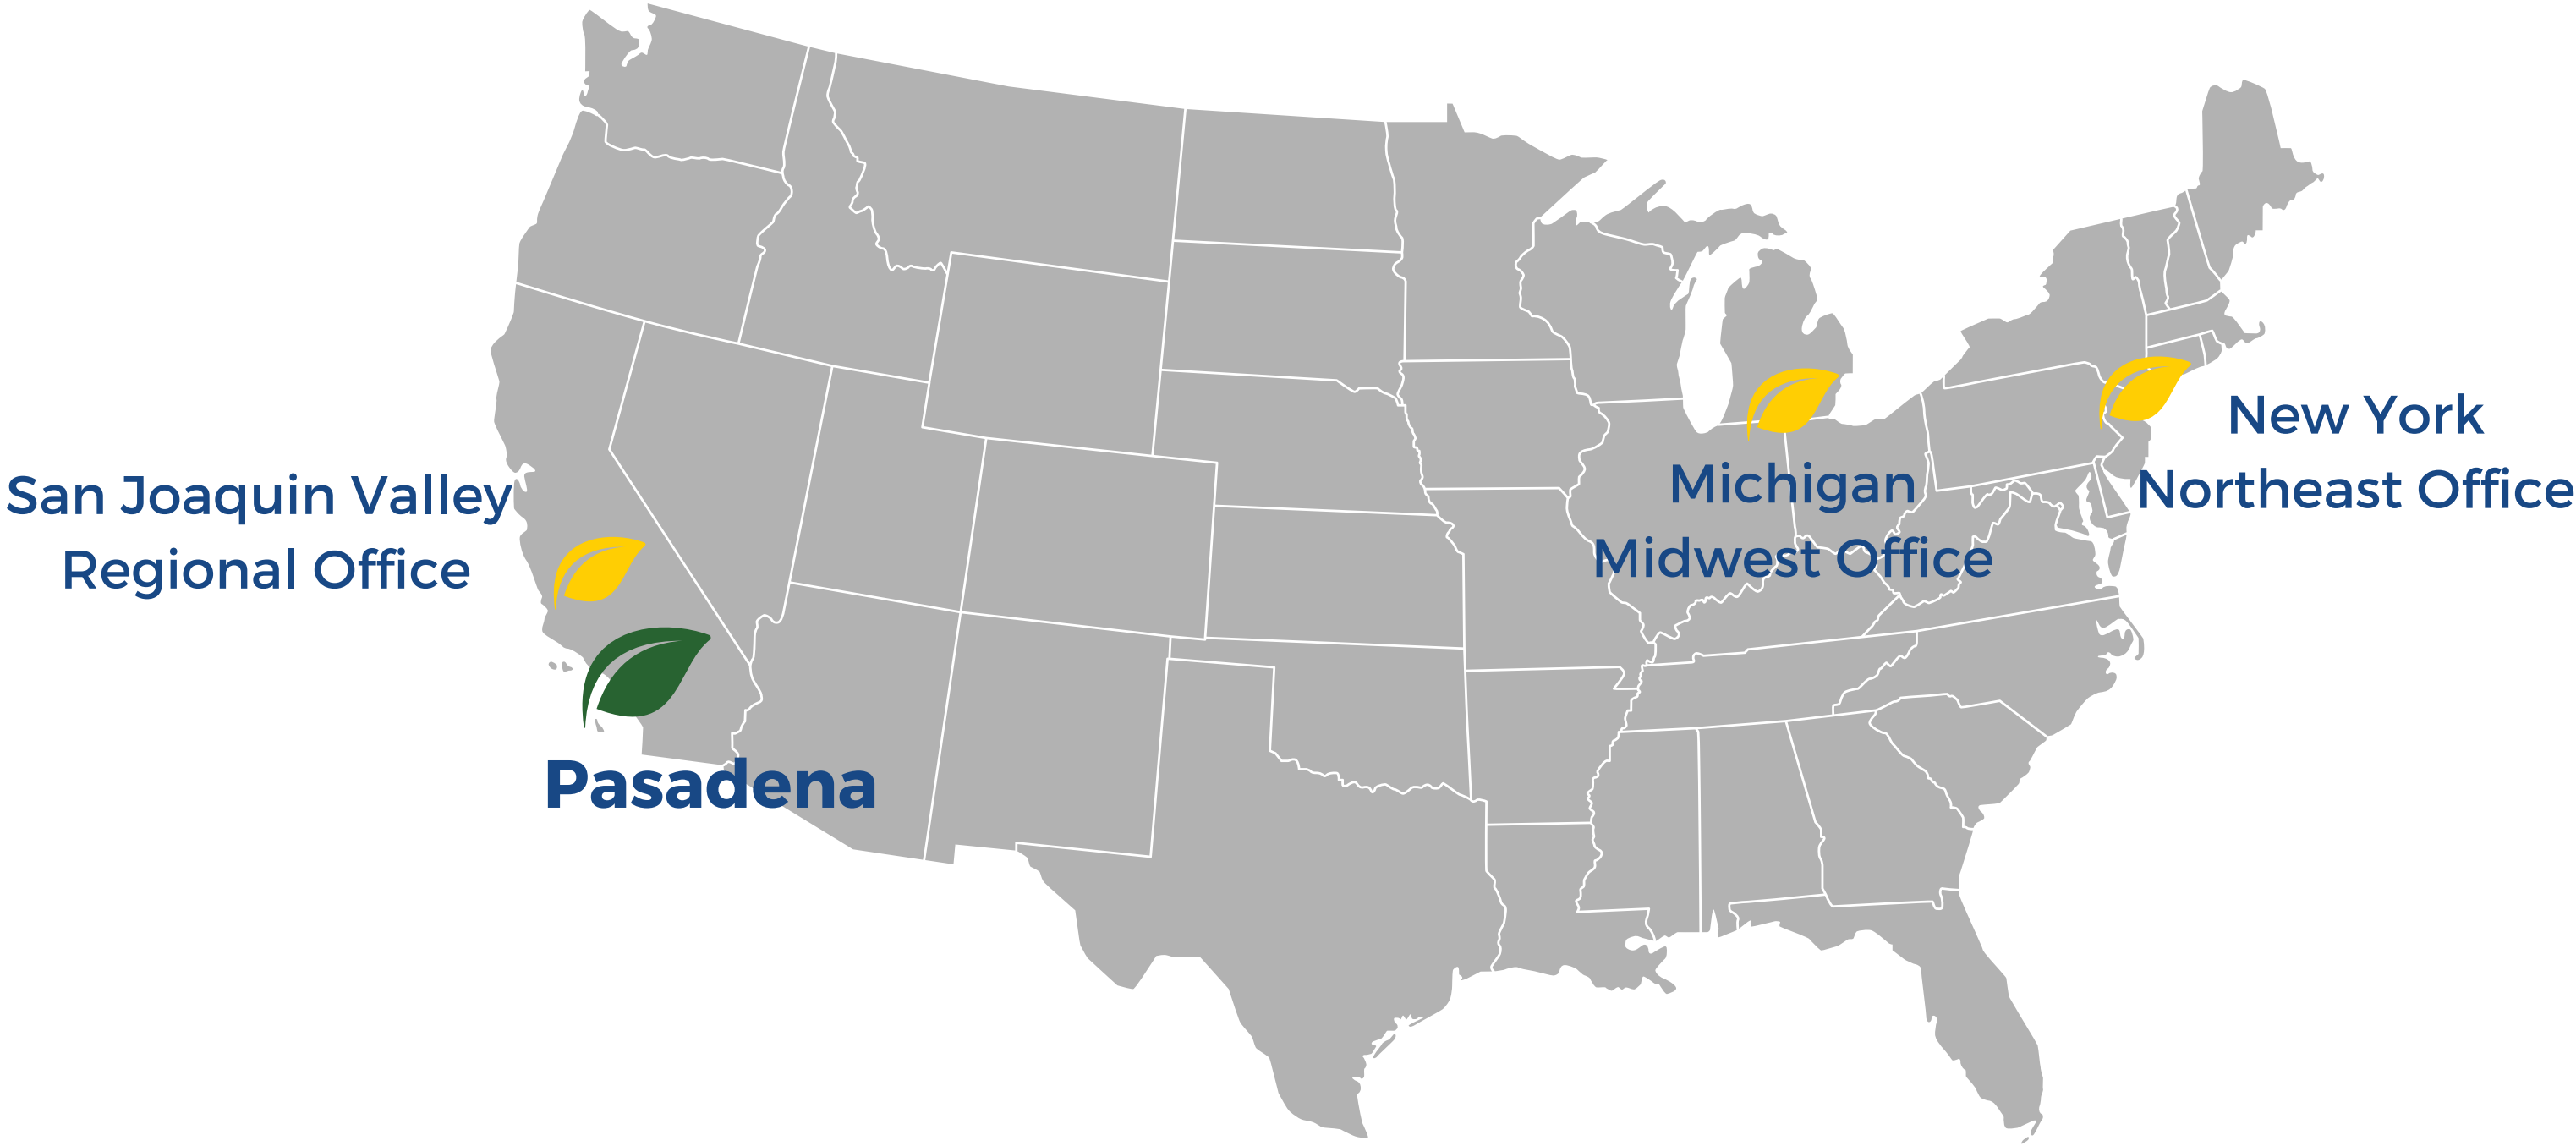 San Joaquin Valley
Regional Office
Pasadena
Michigan
Midwest Office
New York
Northeast Office